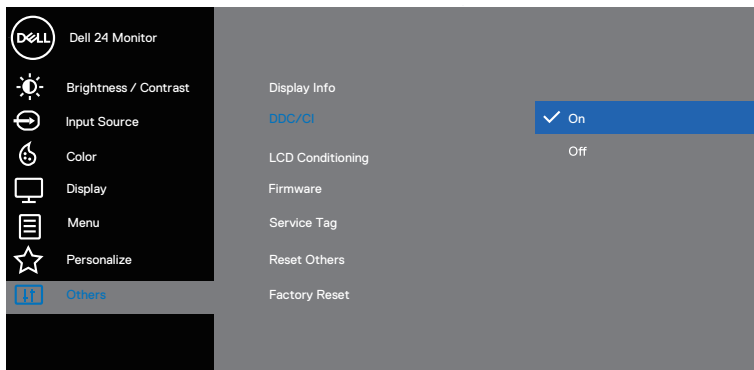 DELL
Dell 24 Monitor
Brightness / Contrast
Input Source
Color
Display
Menu
Personalize
Others
Display Info
DDC/CI
LCD Conditioning
Firmware
Service Tag
Reset Others
Factory Reset
On
Off